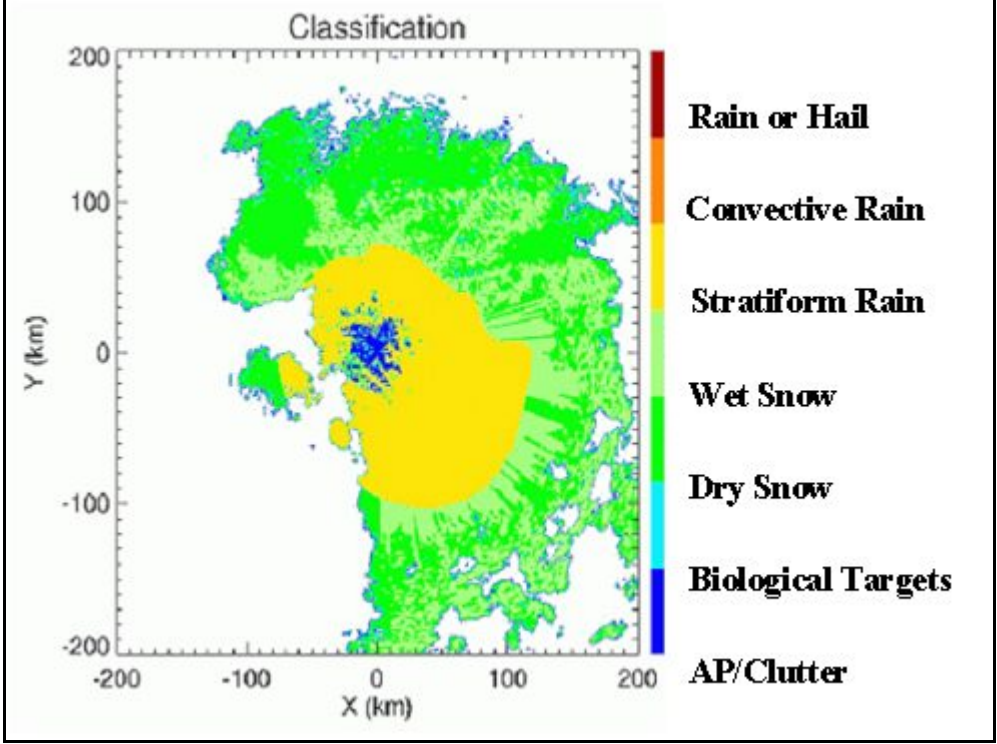 Classification
200
100
0
-100
-200
Y (km)
-200 -100 0 100 200
X (km)
Rain or Hail
Convective Rain
Stratiform Rain
Wet Snow
Dry Snow
Biological Targets
AP/Clutter